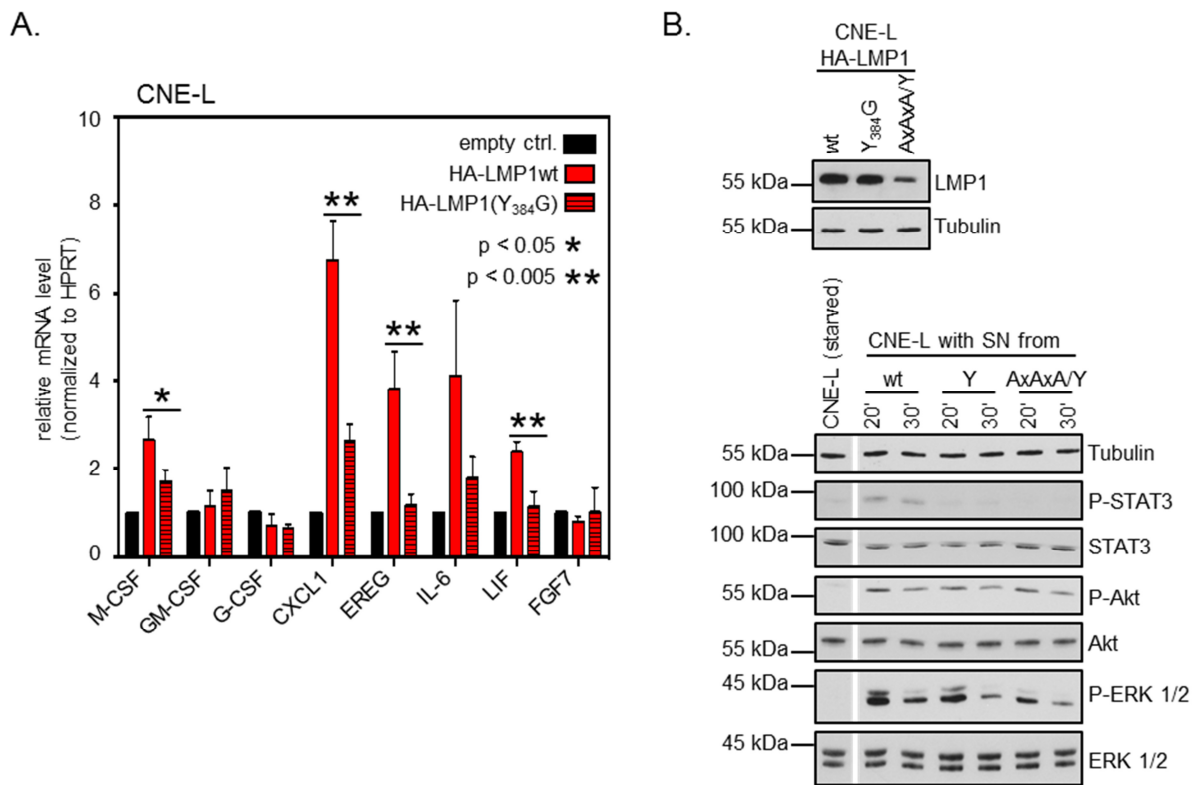 A.
CNE-L
relative mRNA level
(normalized to HPRT)
10
8
6
4
2
0
empty ctrl.
HA-LMP1wt
HA-LMP1(Y384G)
p < 0.05 *
p < 0.005 **
*
**
**
**
M-CSF
GM-CSF
G-CSF
CXCL1
EREG
IL-6
LIF
FGF7
B.
CNE-L
HA-LMP1
wt
Y384G
AxAxA/Y
55 kDa
LMP1
55 kDa
Tubulin
CNE-L (starved)
CNE-L with SN from
wt Y AxAxA/Y
20' 30' 20' 30' 20' 30'
55 kDa Tubulin
100 kDa P-STAT3
100 kDa STAT3
55 kDa P-Akt
55 kDa Akt
45 kDa P-ERK 1/2
45 kDa ERK 1/2